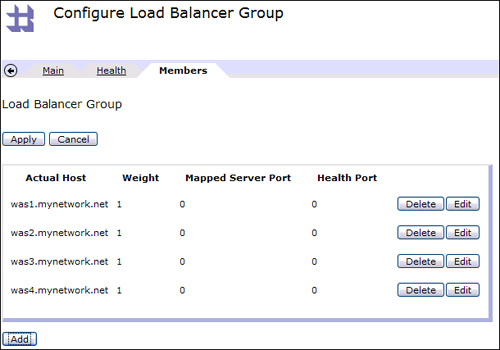 Configure Load Balancer Group
Main Health Members
Load Balancer Group
Apply Cancel
Actual Host Weight Mapped Server Port Health Port
was1.mynetwork.net 1 0 0 Delete Edit
was2.mynetwork.net 1 0 0 Delete Edit
was3.mynetwork.net 1 0 0 Delete Edit
was4.mynetwork.net 1 0 0 Delete Edit
Add